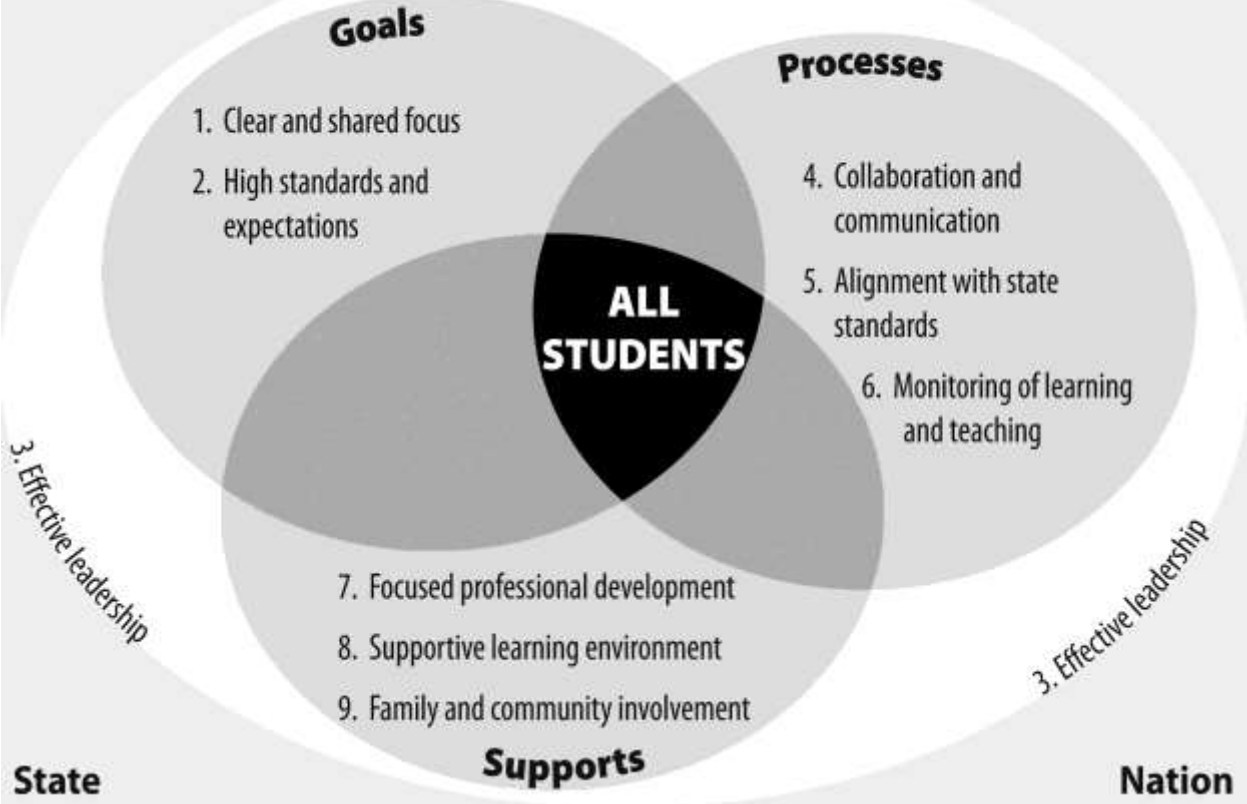 Goals
1. Clear and shared focus
2. High standards and
expectations
Processes
4. Collaboration and
communication
5. Alignment with state
standards
6. Monitoring of learning
and teaching
ALL
STUDENTS
3. Effective leadership
3. Effective leadership
7. Focused professional development
8. Supportive learning environment
9. Family and community involvement
Supports
State
Nation